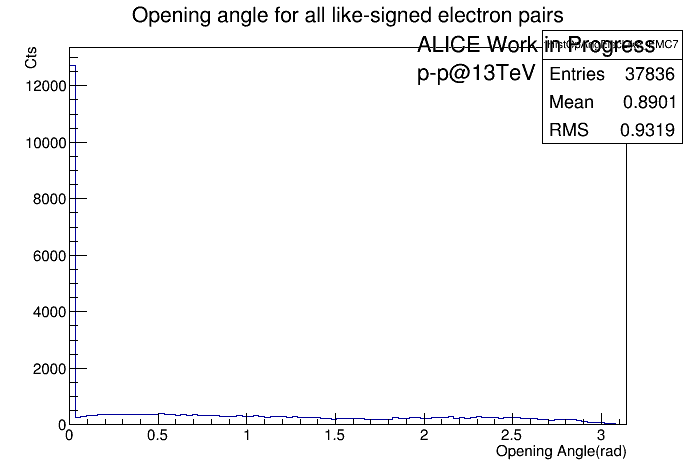 Opening angle for all like-signed electron pairs
Cts
ALICE Work in Progress
p-p@13TeV
Entries 37836
Mean 0.8901
RMS 0.9319
12000
10000
8000
6000
4000
2000
0
0 0.5 1 1.5 2 2.5 3
Opening Angle(rad)